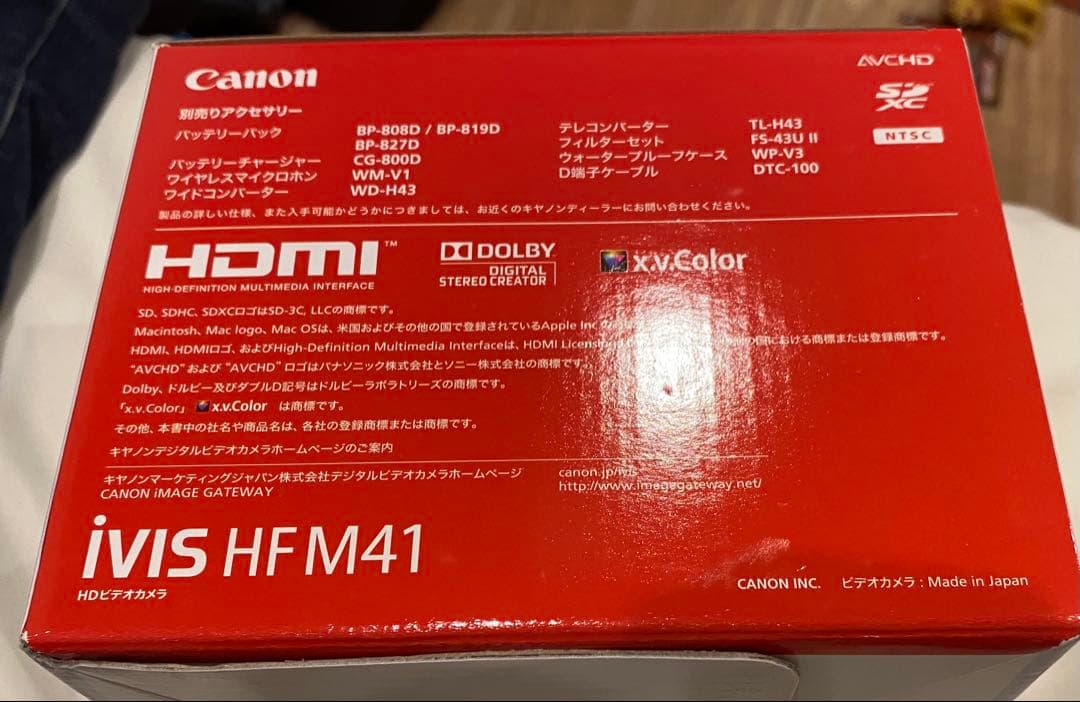 Canon
AVCHD
SD XC
NTSC
別売りアクセサリー
バッテリーパック BP-808D / BP-819D
BP-827D
バッテリーチャージャー CG-800D
ワイヤレスマイクロホン WM-V1
ワイドコンバーター WD-H43
テレコンバーター TL-H43
フィルターセット FS-43U II
ウォータープルーフケース WP-V3
D端子ケーブル DTC-100
製品の詳しい仕様、また入手可能かどうかにつきましては、お近くのキヤノンディーラーにお問い合わせください。
HDMI™
HIGH-DEFINITION MULTIMEDIA INTERFACE
DOLBY
DIGITAL
STEREO CREATOR
x.v.Color
SD, SDHC, SDXCロゴはSD-3C, LLCの商標です。
Macintosh、Mac logo、Mac OSは、米国およびその他の国で登録されているApple Inc
HDMI、HDMIロゴ、およびHigh-Definition Multimedia Interfaceは、HDMI 国における商標または登録商標です。
"AVCHD" および "AVCHD" ロゴはパナソニック株式会社とソニー株式会社の商標です。
Dolby、ドルビー及びダブルD記号はドルビーラボラトリーズの商標です。
「x.v.Color」 x.v.Color は商標です。
その他、本書中の社名や商品名は、各社の登録商標または商標です。
キヤノンデジタルビデオカメラホームページのご案内
キヤノンマーケティングジャパン株式会社デジタルビデオカメラホームページ canon.jp/ivis
CANON iMAGE GATEWAY http://www.imagegateway.net/
iVIS HF M41
HDビデオカメラ
CANON INC. ビデオカメラ : Made in Japan